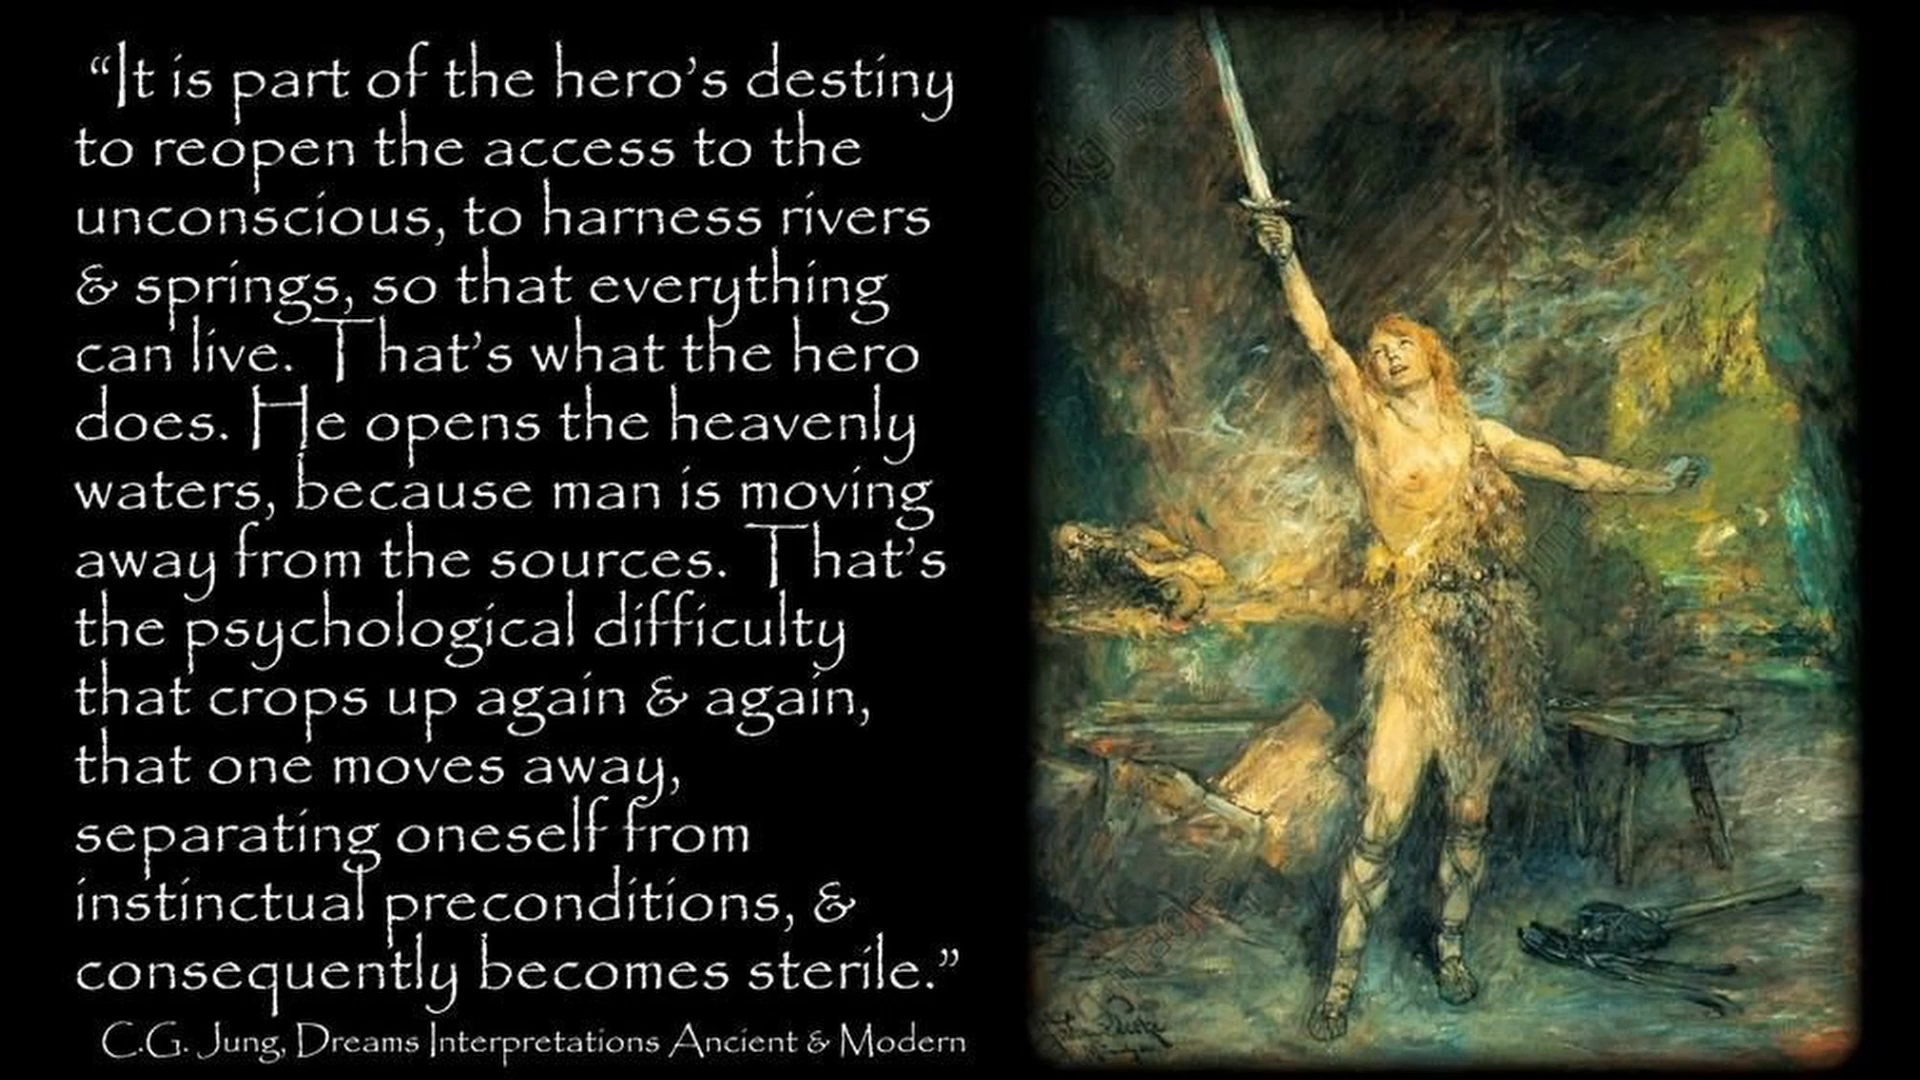 “It is part of the hero’s destiny
to reopen the access to the
unconscious, to harness rivers
& springs, so that everything
can live. That’s what the hero
does. He opens the heavenly
waters, because man is moving
away from the sources. That’s
the psychological difficulty
that crops up again & again,
that one moves away,
separating oneself from
instinctual preconditions, &
consequently becomes sterile.”
C.G. Jung, Dreams Interpretations Ancient & Modern
akg images